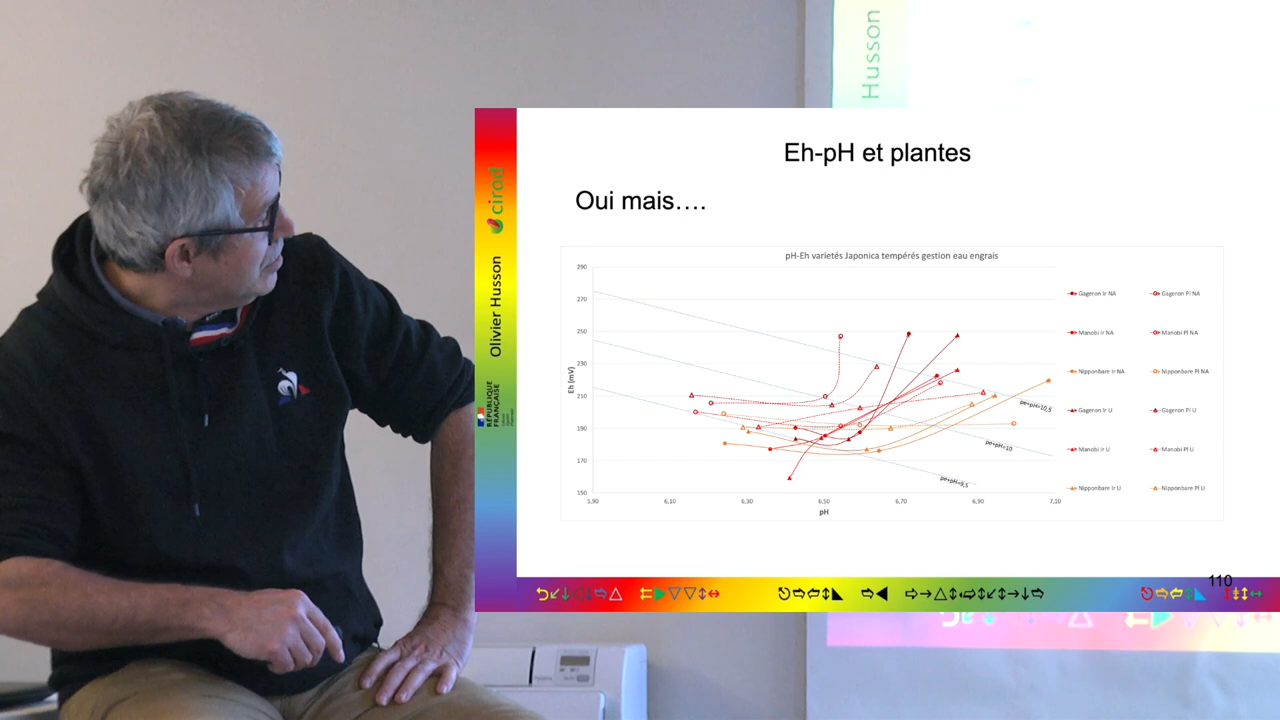 Husson
Eh-pH et plantes
Oui mais….
cirad
Olivier Husson
RÉPUBLIQUE
FRANÇAISE
pH-Eh varietés Japonica tempérés gestion eau engrais
Eh (mV)
290
270
250
230
210
190
170
150
5,90
6,10
6,30
6,50
6,70
6,90
7,10
pH
pe+pH=10,5
pe+pH=10
pe+pH=9,5
Gageron Ir NA
Gageron Pl NA
Manobi Ir NA
Manobi Pl NA
Nipponbare Ir NA
Nipponbare Pl NA
Gageron Ir U
Gageron Pl U
Manobi Ir U
Manobi Pl U
Nipponbare Ir U
Nipponbare Pl U
110